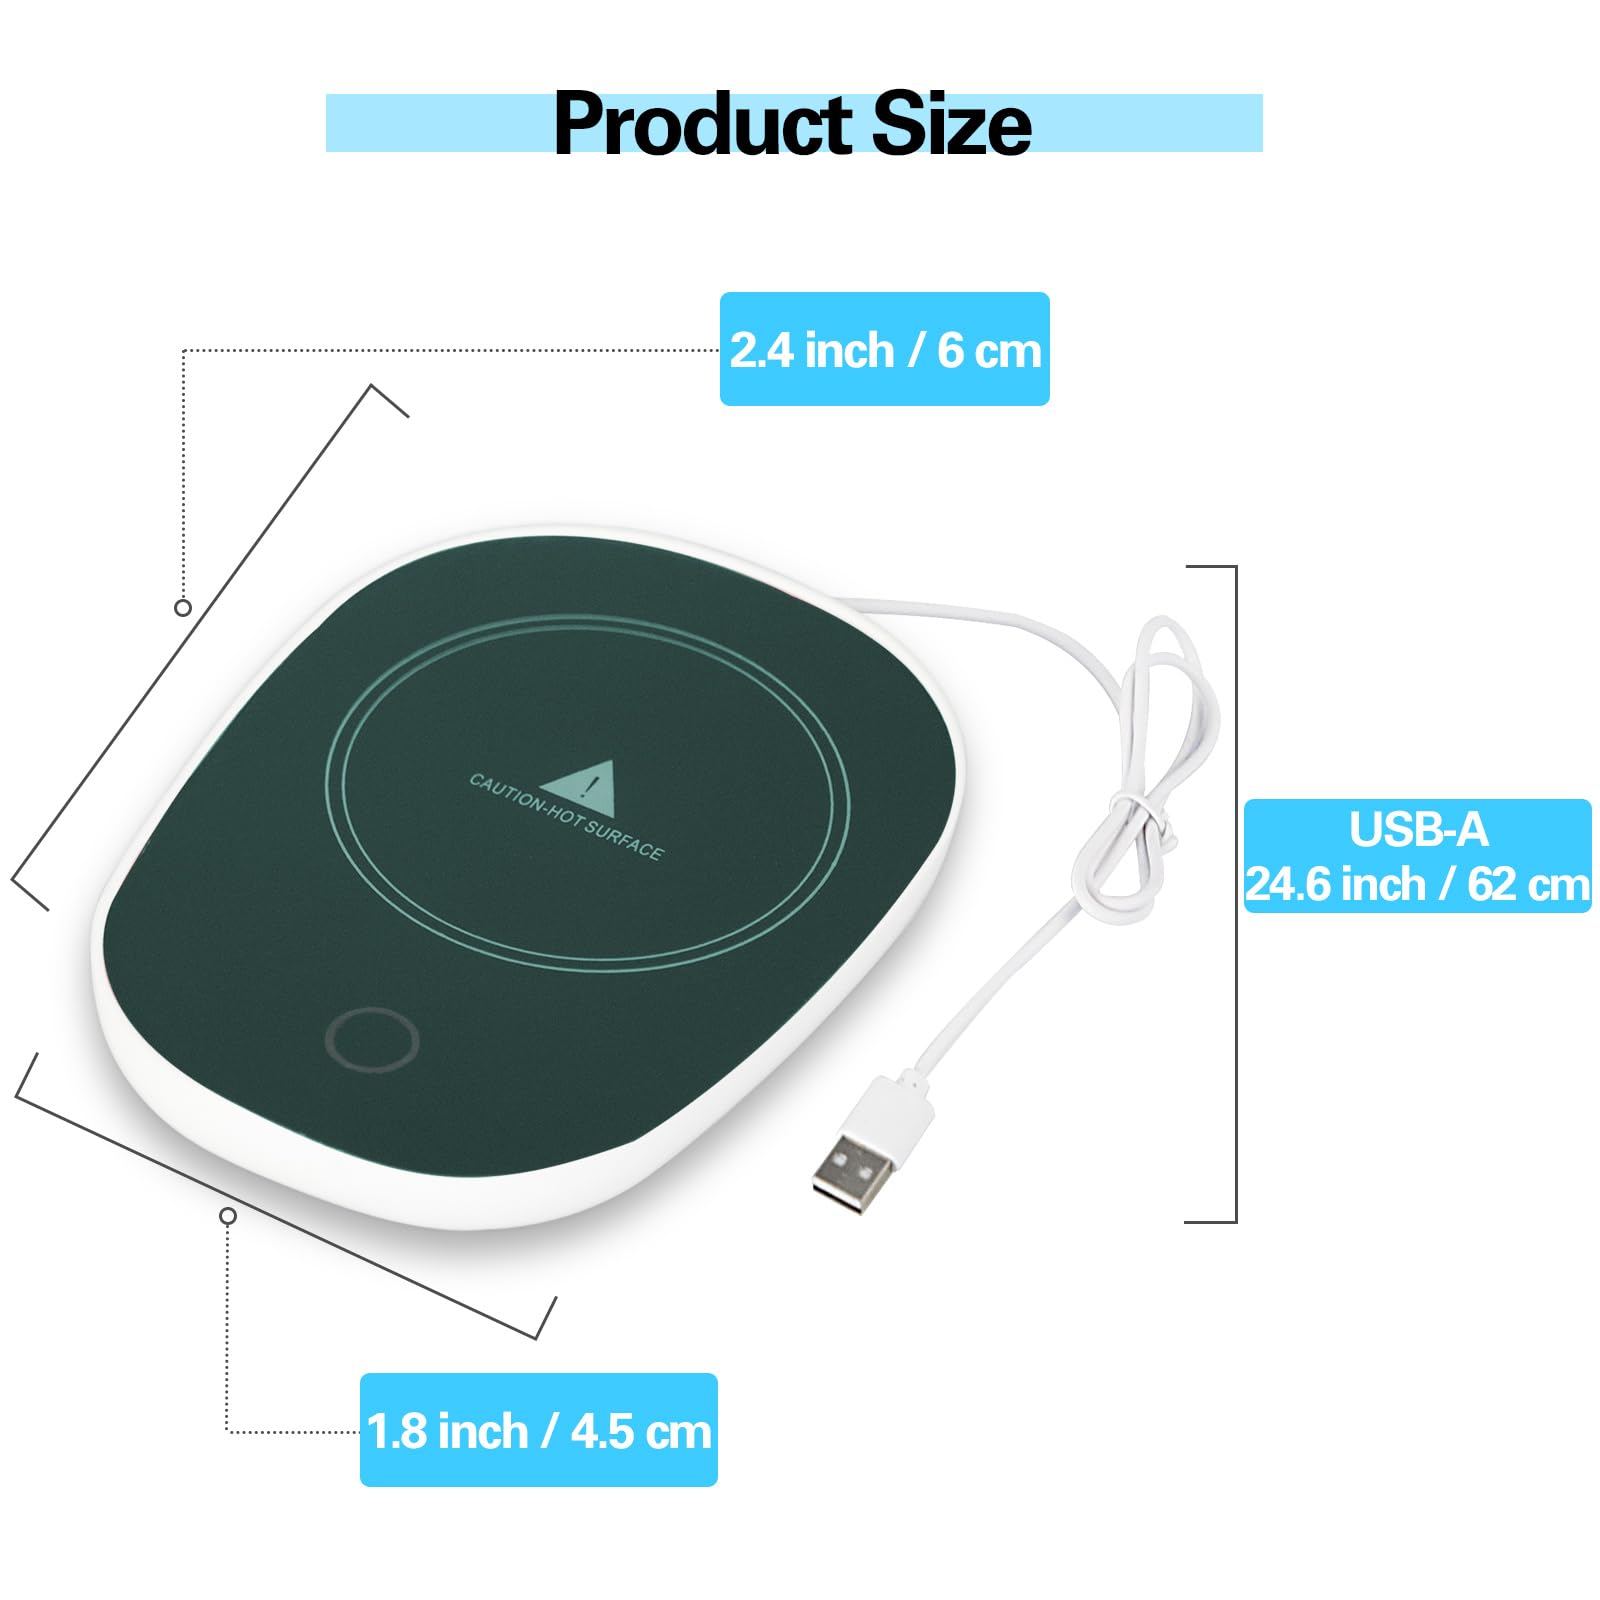 Product Size
2.4 inch / 6 cm
!
CAUTION-HOT SURFACE
USB-A
24.6 inch / 62 cm
1.8 inch / 4.5 cm